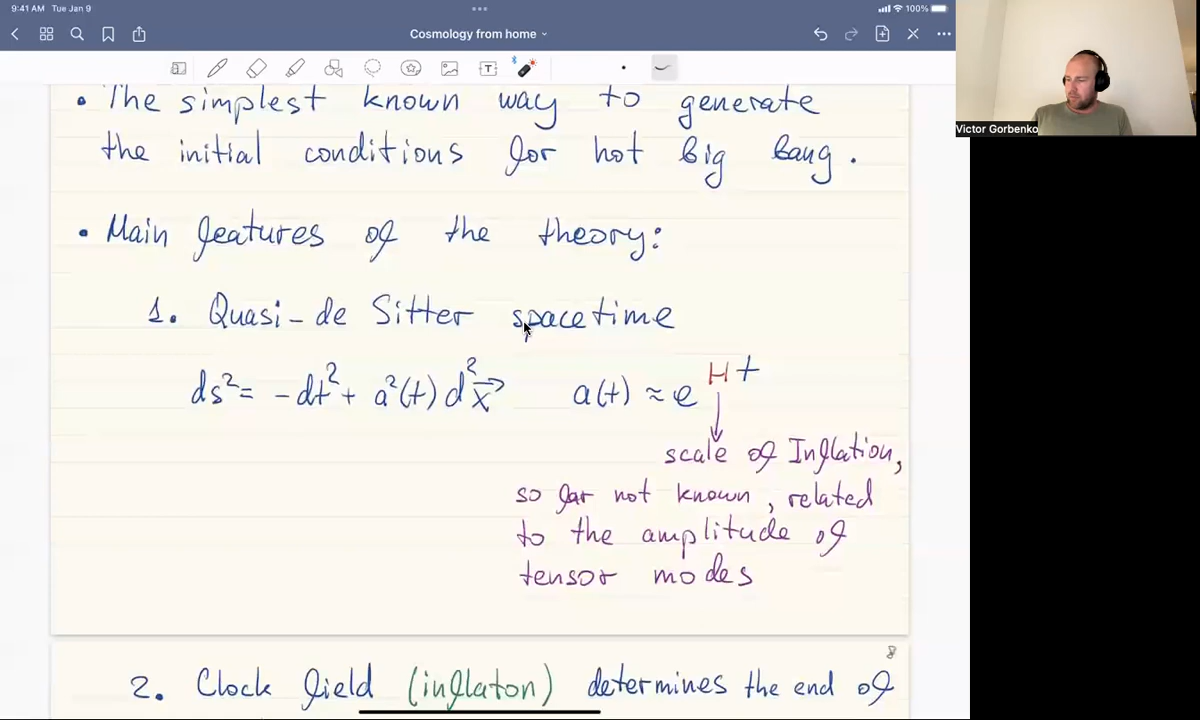 9:41 AM Tue Jan 9
100%
Cosmology from home
Victor Gorbenko
• The simplest known way to generate
the initial conditions for hot big bang.
• Main features of the theory:
1. Quasi-de Sitter spacetime
ds² = -dt² + a²(t) d²x⃗ a(t) ≈ e^{Ht}
scale of Inflation,
so far not known, related
to the amplitude of
tensor modes
2. Clock field (inflaton) determines the end of